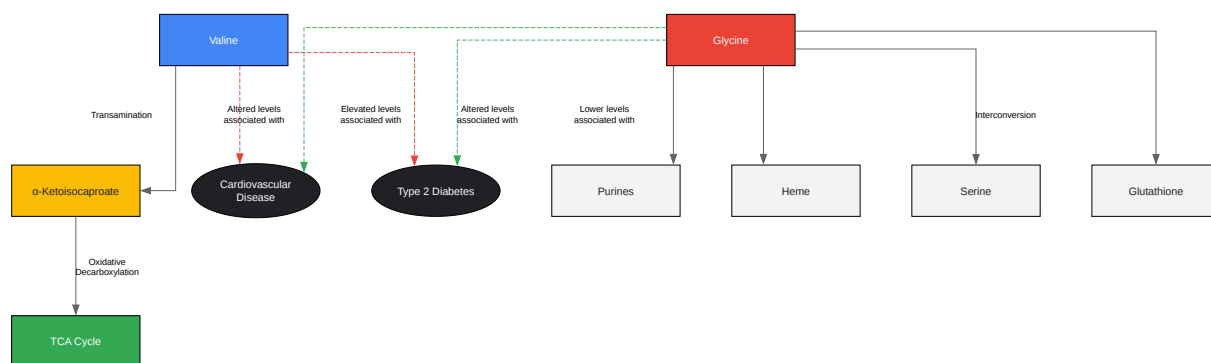 Valine
Glycine
Transamination
Altered levels
associated with
Elevated levels
associated with
Altered levels
associated with
Lower levels
associated with
Interconversion
α-Ketoisocaproate
Cardiovascular
Disease
Type 2 Diabetes
Purines
Heme
Serine
Glutathione
Oxidative
Decarboxylation
TCA Cycle